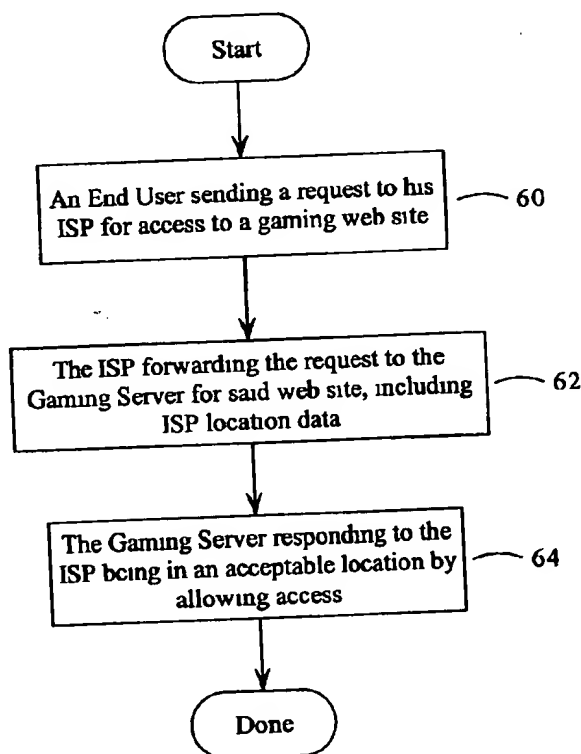 Start
An End User sending a request to his
ISP for access to a gaming web site
60
The ISP forwarding the request to the
Gaming Server for said web site, including
ISP location data
62
The Gaming Server responding to the
ISP being in an acceptable location by
allowing access
64
Done